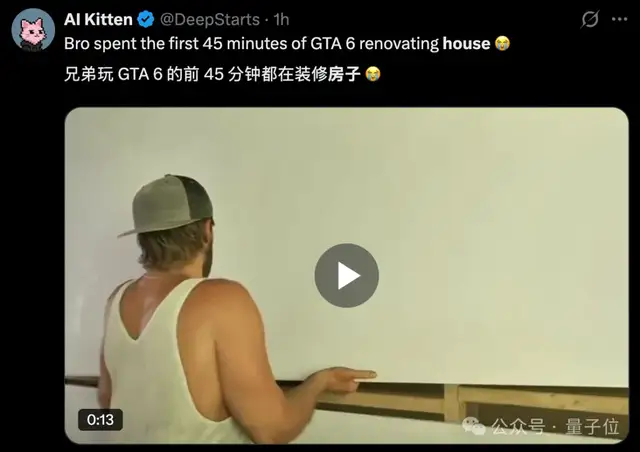 AI Kitten @DeepStarts · 1h
Bro spent the first 45 minutes of GTA 6 renovating house 😭
兄弟玩 GTA 6 的前 45 分钟都在装修房子 😭
0:13
公众号 · 量子位